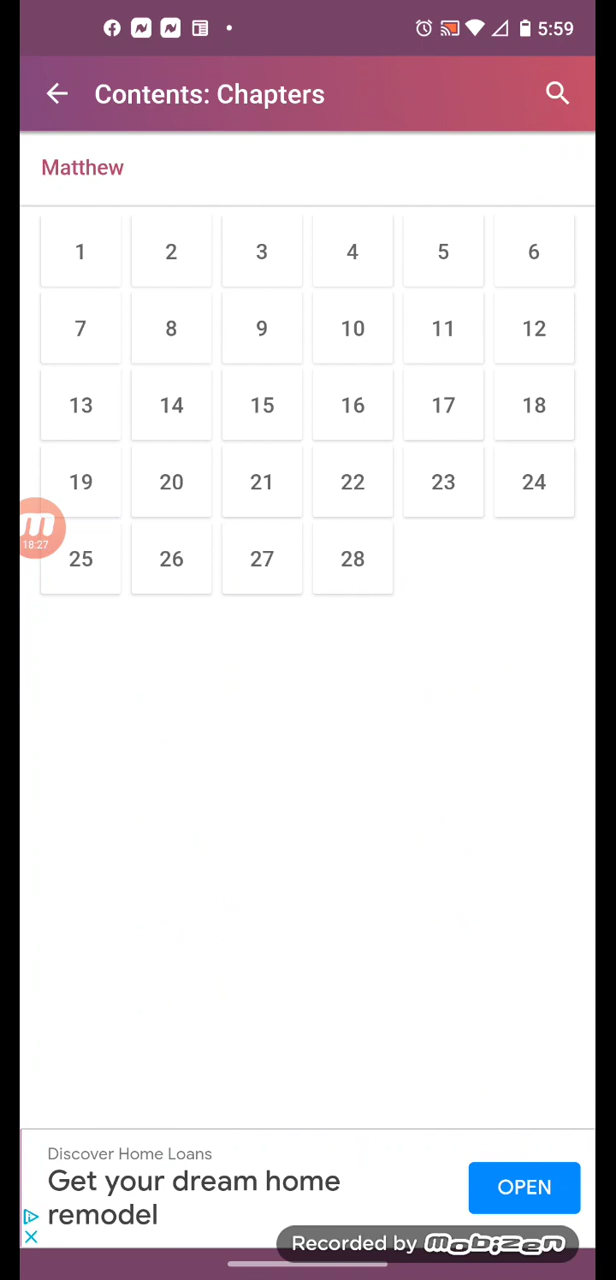 5:59
Contents: Chapters
Matthew
1 2 3 4 5 6
7 8 9 10 11 12
13 14 15 16 17 18
19 20 21 22 23 24
18:27
25 26 27 28
Discover Home Loans
Get your dream home
remodel
OPEN
Recorded by mobizen